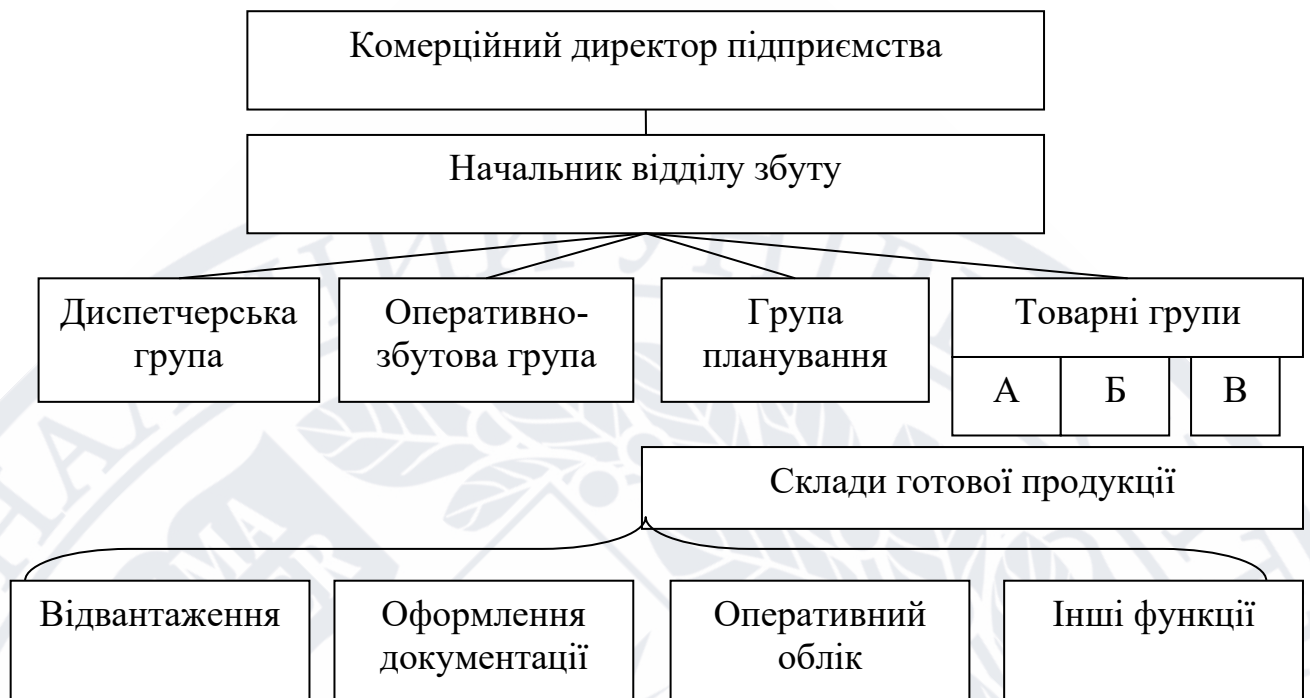 Комерційний директор підприємства
Начальник відділу збуту
Диспетчерська
група
Оперативно-
збутова група
Група
планування
Товарні групи
А Б В
Склади готової продукції
Відвантаження
Оформлення
документації
Оперативний
облік
Інші функції